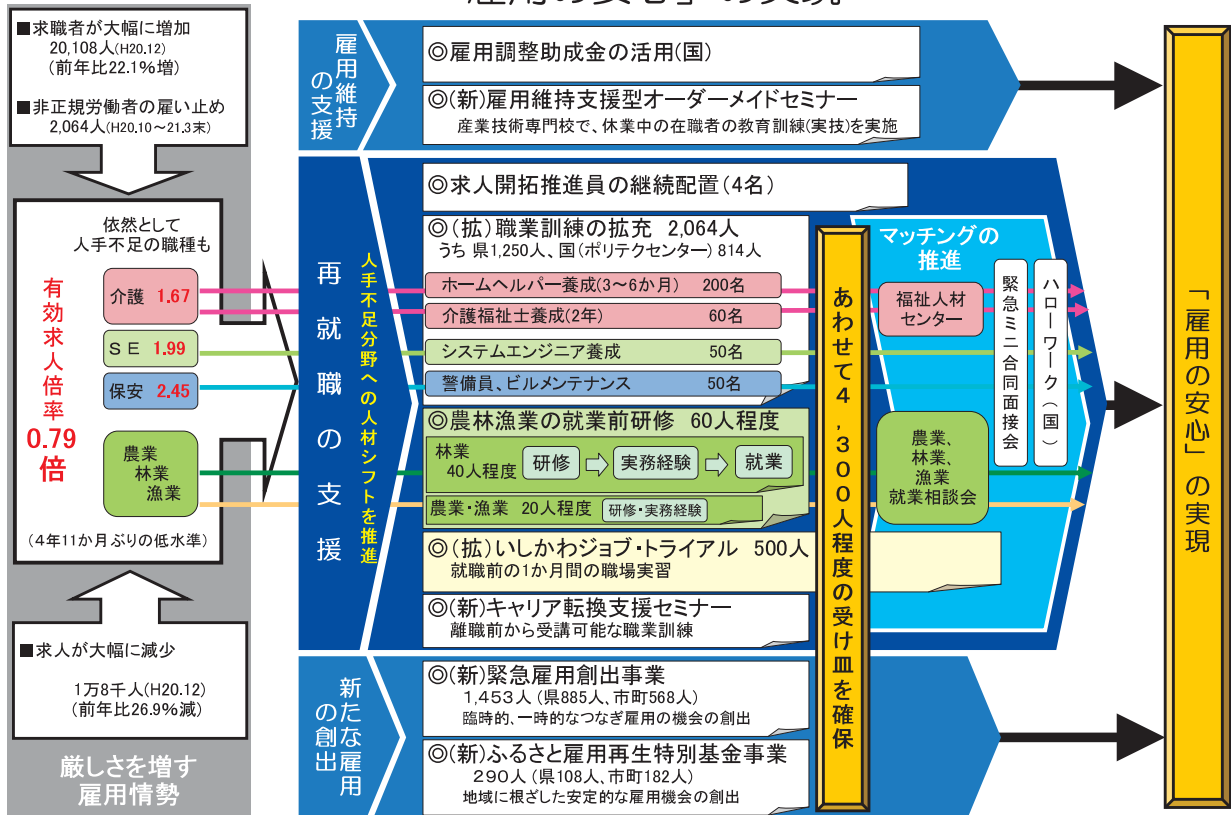 「雇用の安心」の実現
■求職者が大幅に増加
20,108人(H20.12)
(前年比22.1%増)
■非正規労働者の雇い止め
2,064人(H20.10～21.3末)
依然として
人手不足の職種も
有効求人倍率
0.79
倍
介護 1.67
SE 1.99
保安 2.45
農業
林業
漁業
(4年11か月ぶりの低水準)
■求人が大幅に減少
1万8千人(H20.12)
(前年比26.9%減)
厳しさを増す
雇用情勢
雇用維持
の支援
◎雇用調整助成金の活用(国)
◎(新)雇用維持支援型オーダーメイドセミナー
産業技術専門校で、休業中の在職者の教育訓練(実技)を実施
再就職の支援
人手不足分野への人材シフトを推進
◎求人開拓推進員の継続配置(4名)
◎(拡)職業訓練の拡充 2,064人
うち 県1,250人、国(ポリテクセンター) 814人
ホームヘルパー養成(3～6か月) 200名
介護福祉士養成(2年) 60名
システムエンジニア養成 50名
警備員、ビルメンテナンス 50名
◎農林漁業の就業前研修 60人程度
林業
40人程度 研修 実務経験 就業
農業・漁業 20人程度 研修・実務経験
◎(拡)いしかわジョブ・トライアル 500人
就職前の1か月間の職場実習
◎(新)キャリア転換支援セミナー
離職前から受講可能な職業訓練
マッチングの
推進
福祉人材
センター
農業、
林業、
漁業
就業相談会
緊急ミニ合同面接会
ハローワーク(国)
新たな雇用
の創出
◎(新)緊急雇用創出事業
1,453人(県885人、市町568人)
臨時的、一時的なつなぎ雇用の機会の創出
◎(新)ふるさと雇用再生特別基金事業
290人(県108人、市町182人)
地域に根ざした安定的な雇用機会の創出
あわせて4,300人程度の受け皿を確保
「雇用の安心」の実現